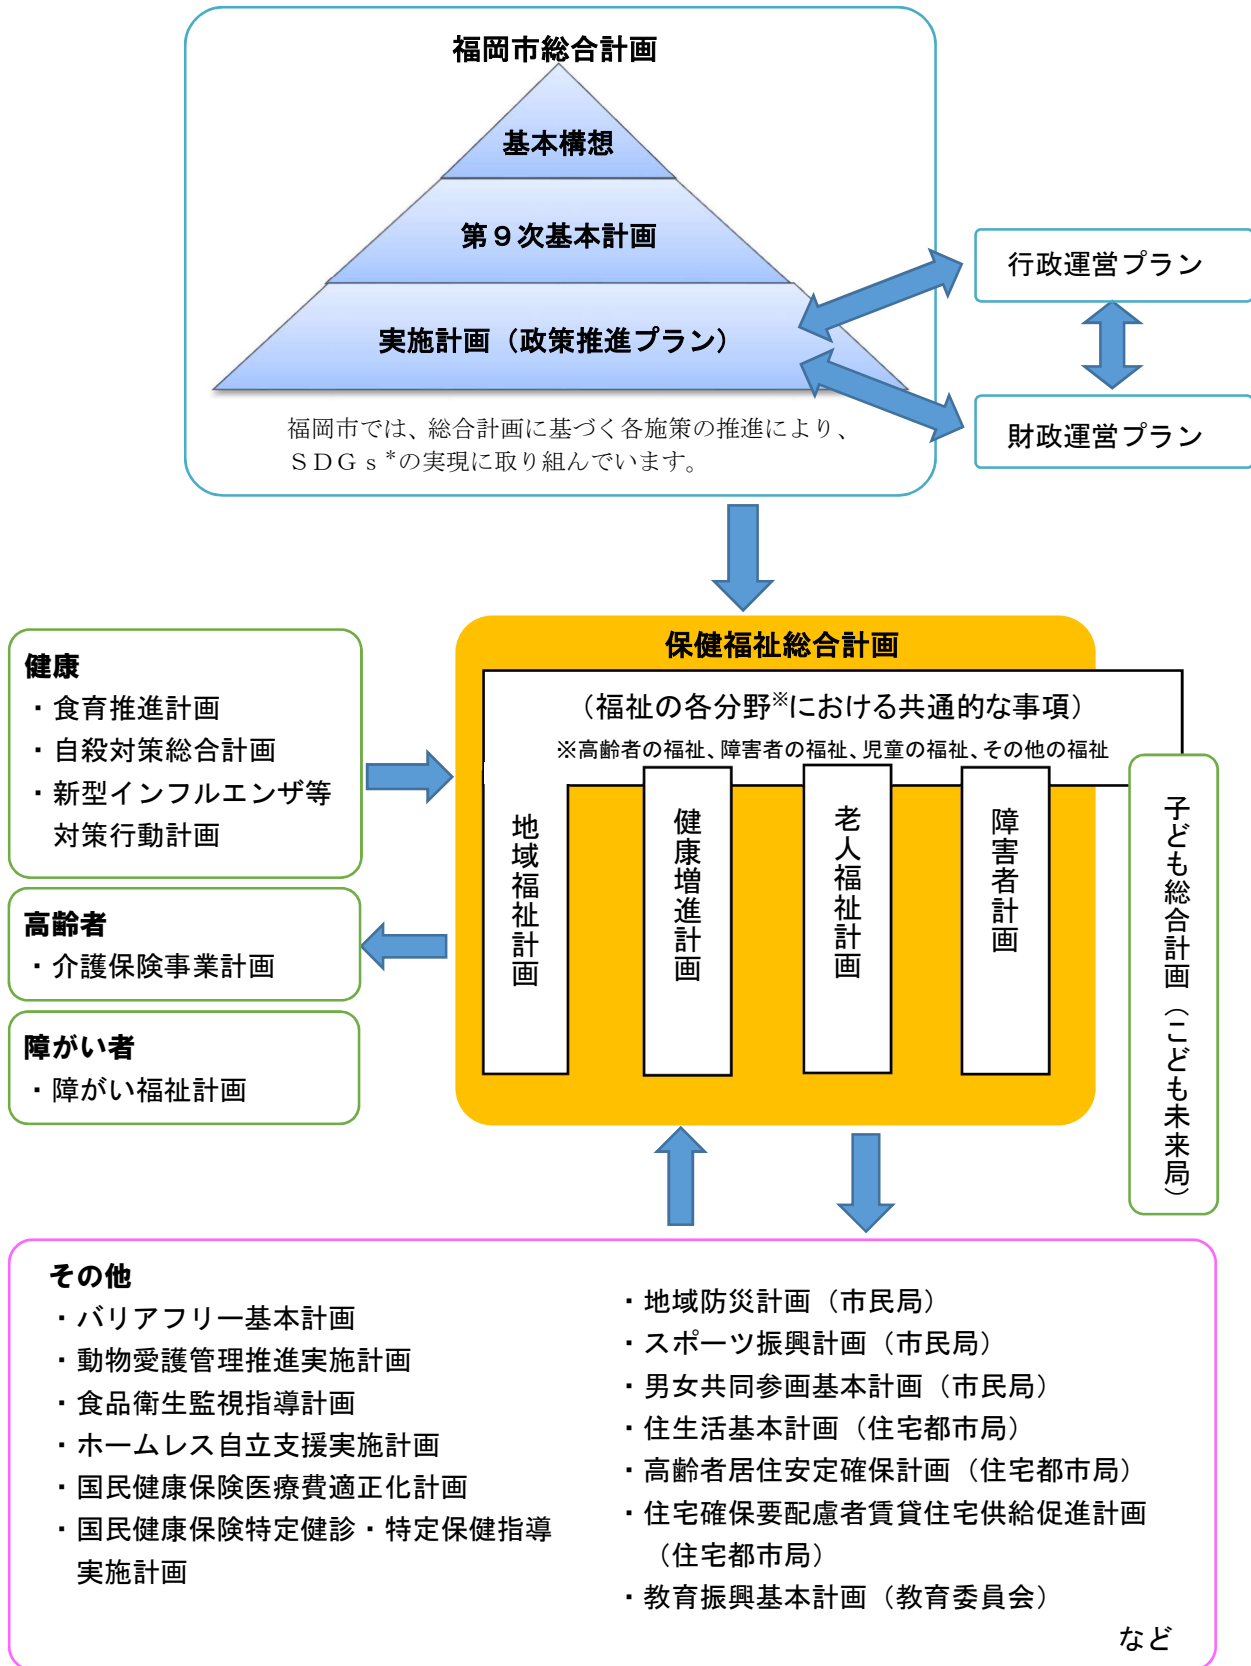 福岡市総合計画
基本構想
第９次基本計画
実施計画（政策推進プラン）
福岡市では、総合計画に基づく各施策の推進により、
ＳＤＧｓ*の実現に取り組んでいます。
行政運営プラン
財政運営プラン
健康
・食育推進計画
・自殺対策総合計画
・新型インフルエンザ等
対策行動計画
高齢者
・介護保険事業計画
障がい者
・障がい福祉計画
保健福祉総合計画
（福祉の各分野※における共通的な事項）
※高齢者の福祉、障害者の福祉、児童の福祉、その他の福祉
地域福祉計画
健康増進計画
老人福祉計画
障害者計画
子ども総合計画（こども未来局）
その他
・バリアフリー基本計画
・動物愛護管理推進実施計画
・食品衛生監視指導計画
・ホームレス自立支援実施計画
・国民健康保険医療費適正化計画
・国民健康保険特定健診・特定保健指導
実施計画
・地域防災計画（市民局）
・スポーツ振興計画（市民局）
・男女共同参画基本計画（市民局）
・住生活基本計画（住宅都市局）
・高齢者居住安定確保計画（住宅都市局）
・住宅確保要配慮者賃貸住宅供給促進計画
（住宅都市局）
・教育振興基本計画（教育委員会）
など